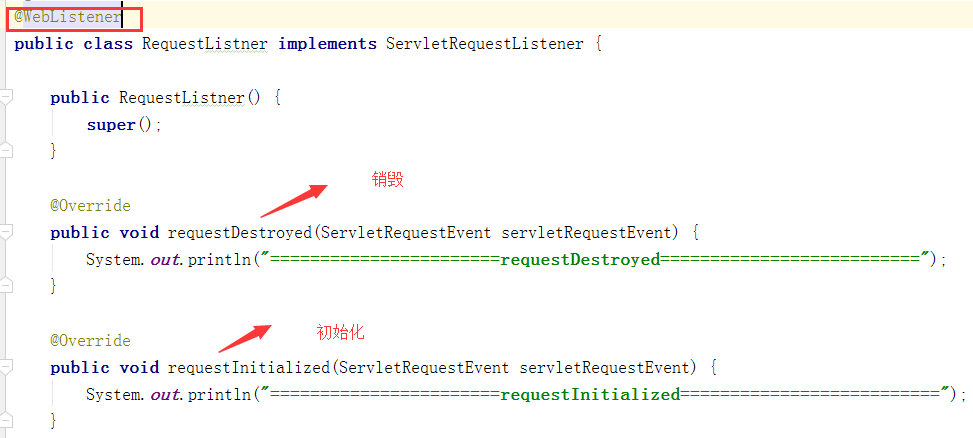 @WebListener
public class RequestListner implements ServletRequestListener {
public RequestListner() {
super();
}
销毁
@Override
public void requestDestroyed(ServletRequestEvent servletRequestEvent) {
System.out.println("=======================requestDestroyed==========================");
}
初始化
@Override
public void requestInitialized(ServletRequestEvent servletRequestEvent) {
System.out.println("=======================requestInitialized==========================");
}